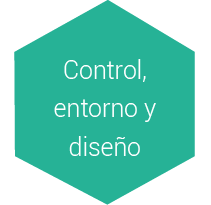 Control,
entorno y
diseño